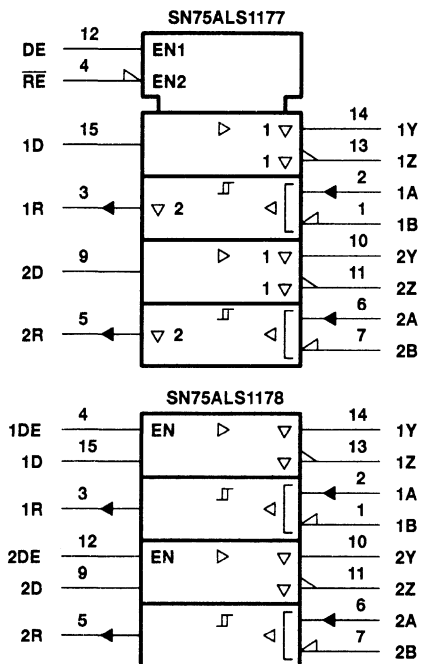 SN75ALS1177
DE 12 EN1
RE 4 EN2
1D 15 1 14 1Y
1 13 1Z
1R 3 2 2 1A
1 1B
2D 9 1 10 2Y
1 11 2Z
2R 5 2 6 2A
7 2B
SN75ALS1178
1DE 4 EN 14 1Y
1D 15 13 1Z
1R 3 2 1A
1 1B
2DE 12 EN 10 2Y
2D 9 11 2Z
2R 5 6 2A
7 2B